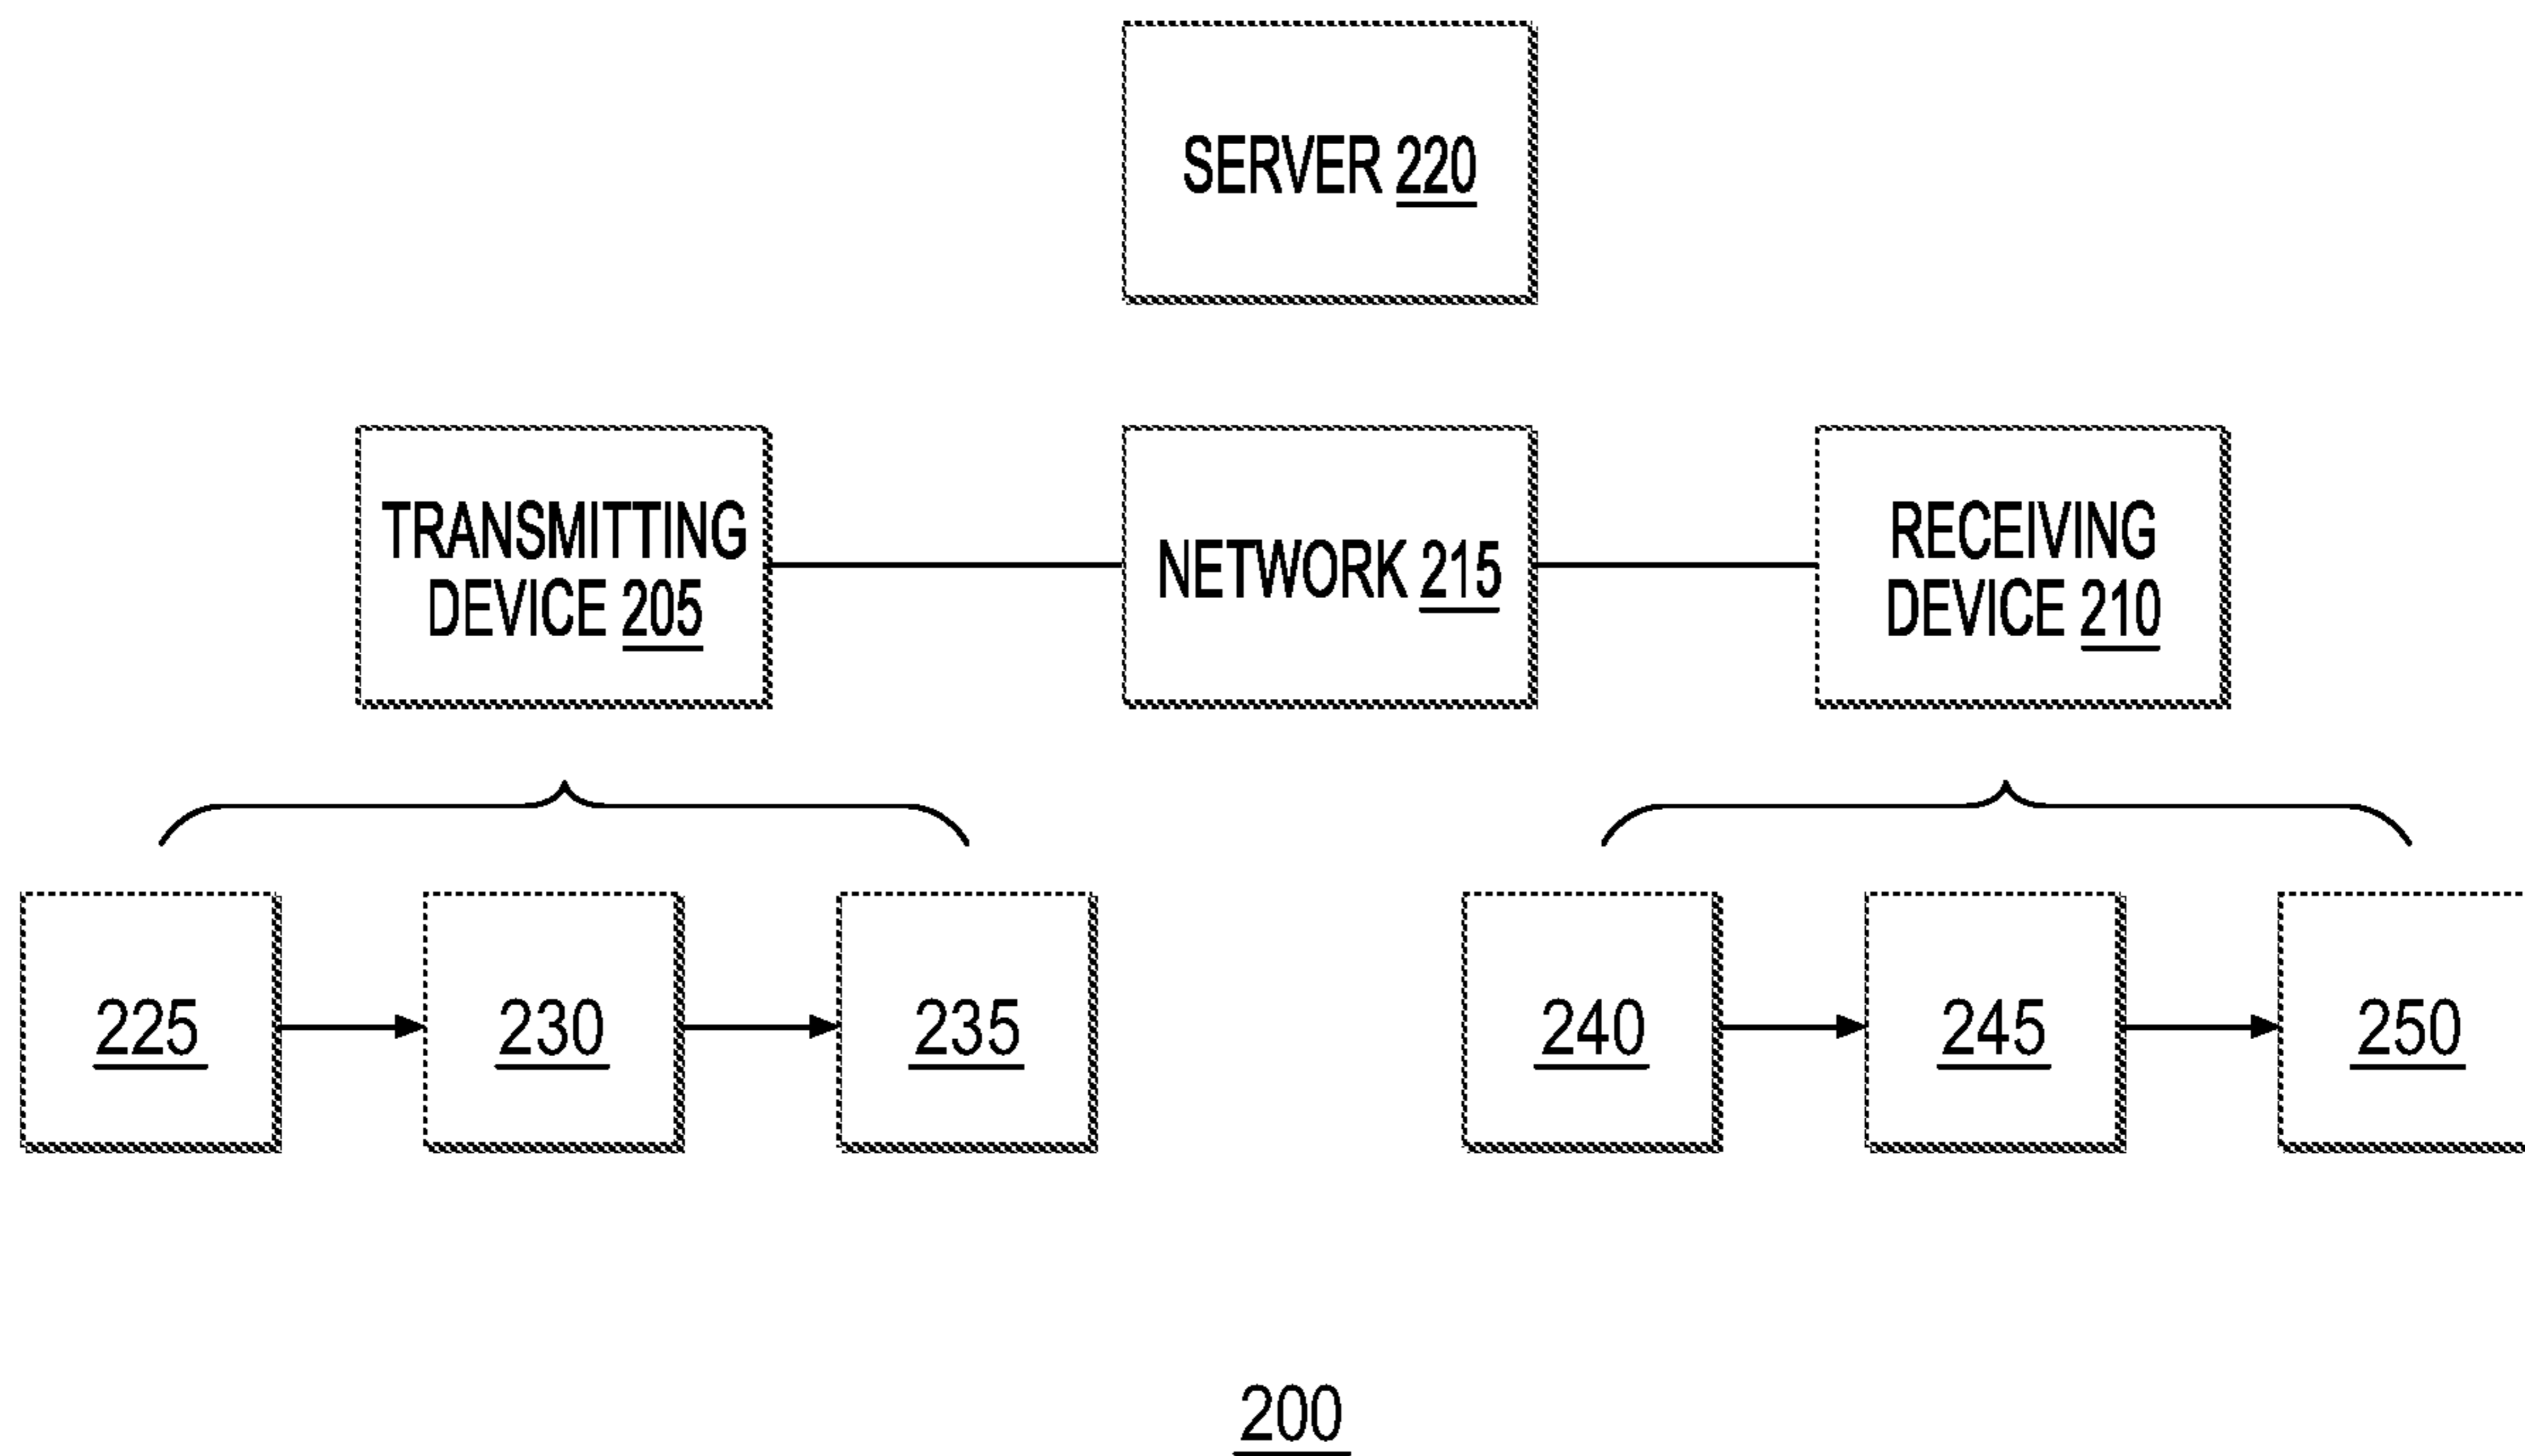 SERVER 220
TRANSMITTING
DEVICE 205
NETWORK 215
RECEIVING
DEVICE 210
225
230
235
240
245
250
200